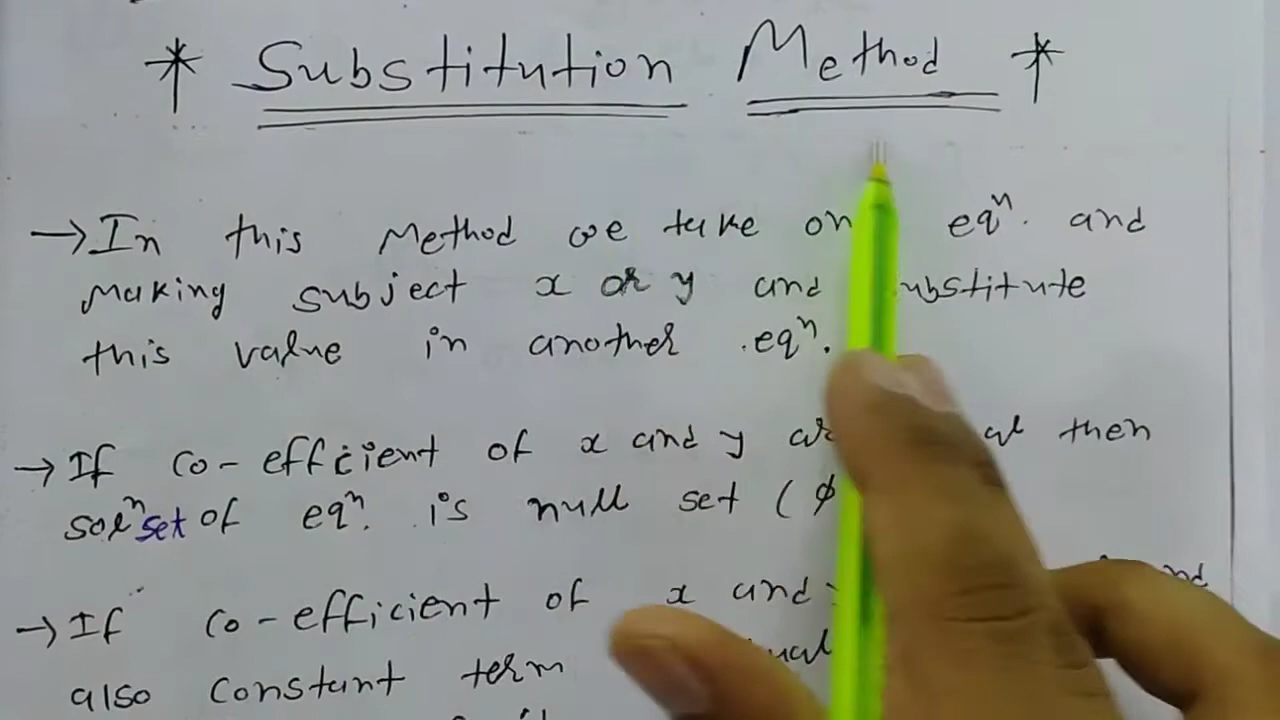 * Substitution Method *
→ In this Method we take on eqⁿ. and
making subject x or y and ubstitute
this value in another eqⁿ.
→ If co-efficient of x and y then
solⁿ set of eqⁿ. is null set (φ
→ If co-efficient of x and
also constant term